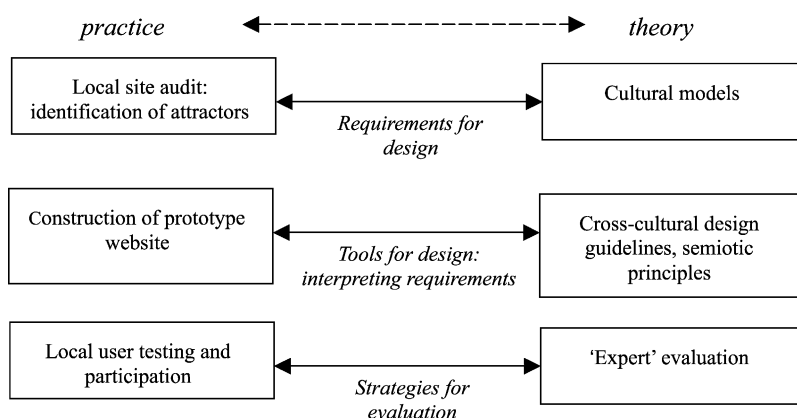 practice
theory
Local site audit:
identification of attractors
Requirements for
design
Cultural models
Construction of prototype
website
Tools for design:
interpreting requirements
Cross-cultural design
guidelines, semiotic
principles
Local user testing and
participation
Strategies for
evaluation
‘Expert’ evaluation